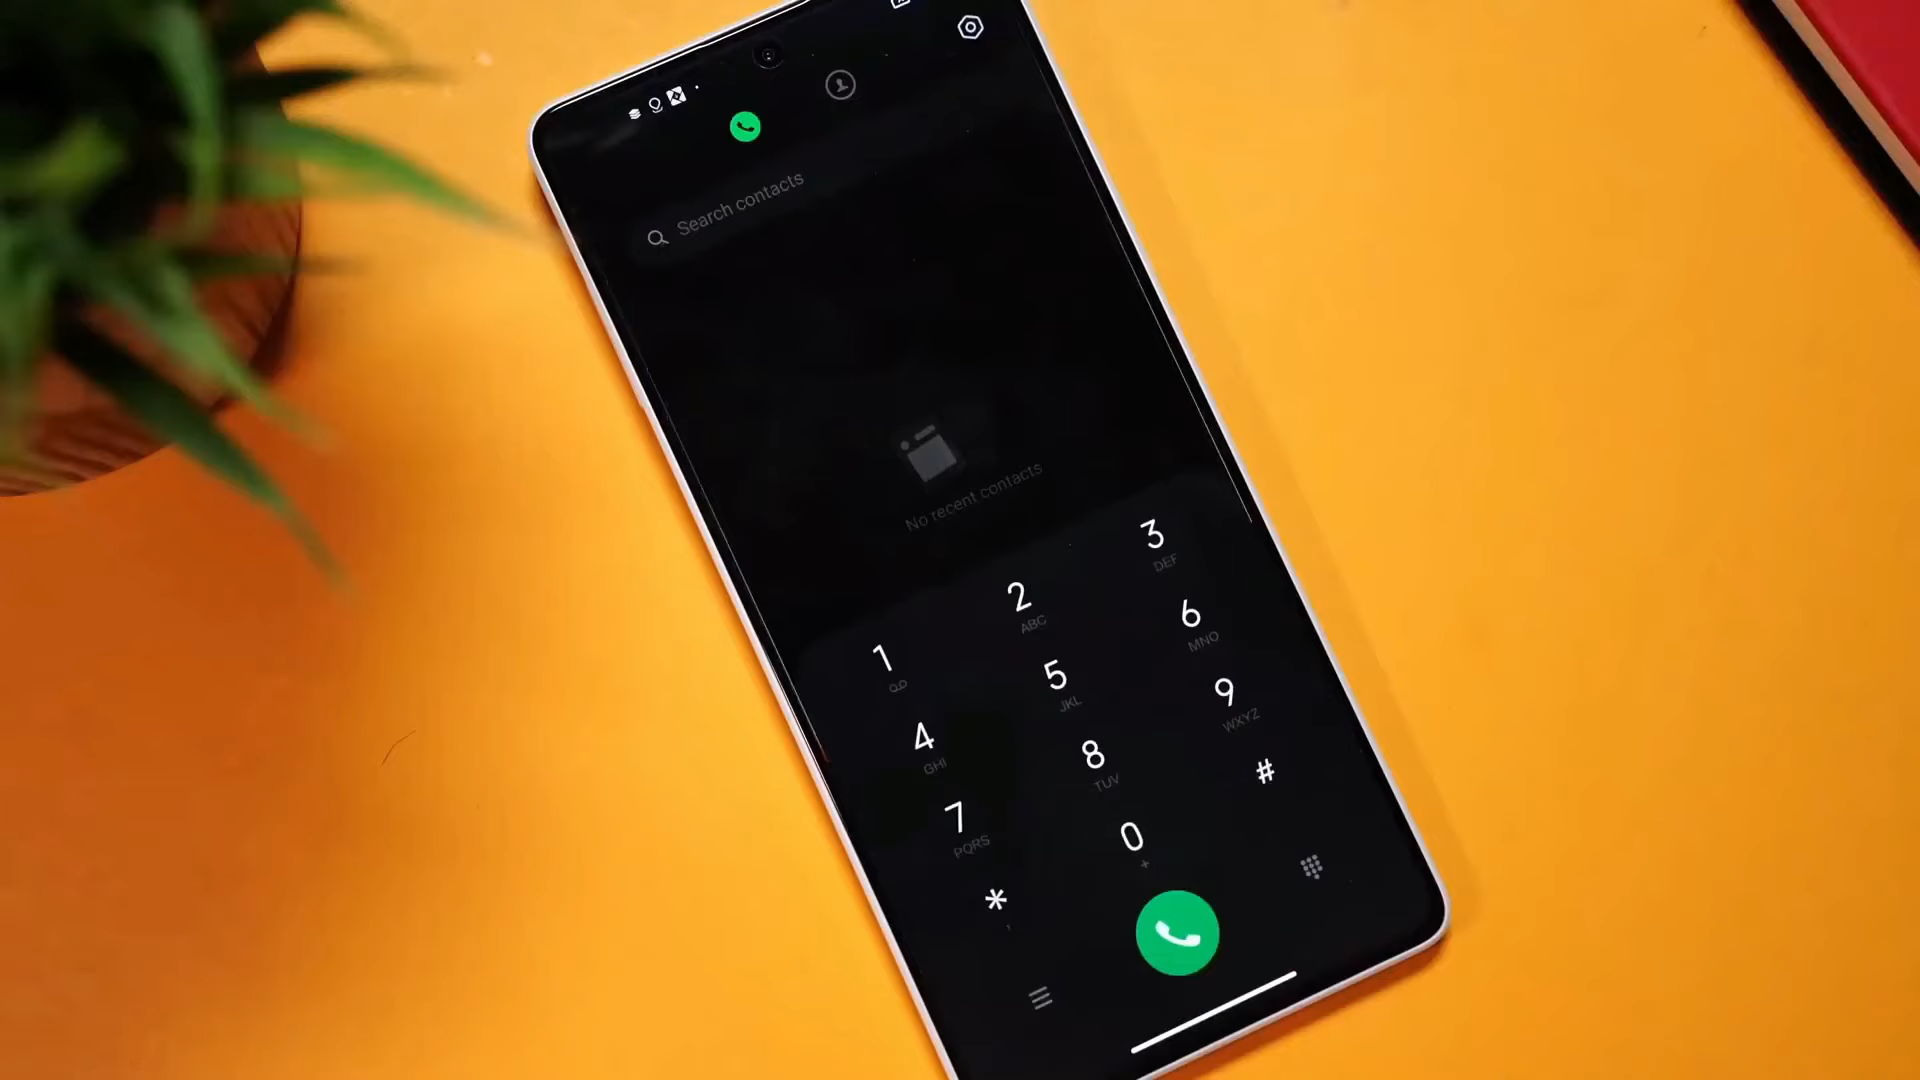 Search contacts
No recent contacts
1
2
ABC
3
DEF
4
GHI
5
JKL
6
MNO
7
PQRS
8
TUV
9
WXYZ
*
,
0
+
#